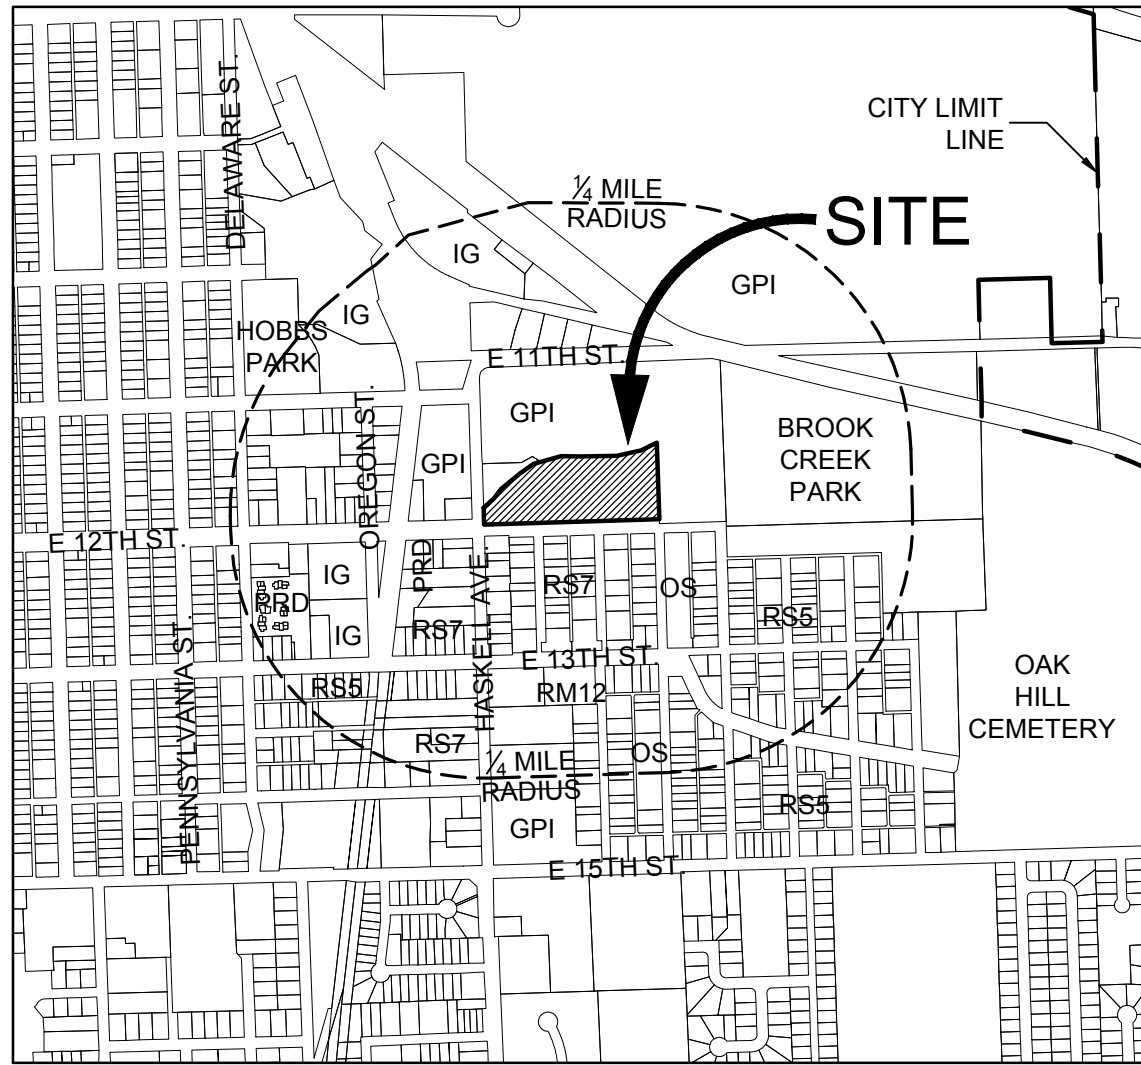 DELAWARE ST.
CITY LIMIT
LINE
¼ MILE
RADIUS
SITE
IG
GPI
IG
HOBBS
PARK
E 11TH ST.
GPI
BROOK
CREEK
PARK
OREGON ST.
GPI
E 12TH ST.
PRD
HASKELL AVE.
IG
RS7
OS
PRD
RS5
IG
RS7
PENNSYLVANIA ST.
E 13TH ST.
OAK
HILL
CEMETERY
RS5
RM12
RS7
OS
¼ MILE
RADIUS
RS5
GPI
E 15TH ST.